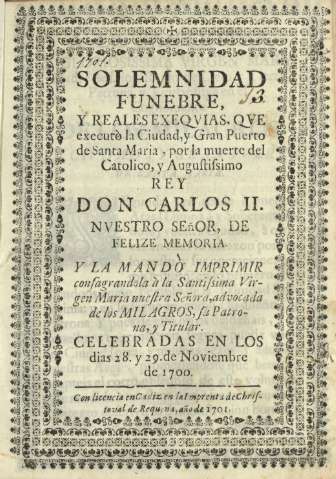 1701.
13.
SOLEMNIDAD
FUNEBRE,
Y REALES EXEQVIAS. QVE
executò la Ciudad, y Gran Puerto
de Santa Maria, por la muerte del
Catolico, y Augustissimo
REY
DON CARLOS II.
NVESTRO SEñOR, DE
FELIZE MEMORIA
Y LA MANDÒ IMPRIMIR
consagrandola à la Santissima Vir-
gen Maria nuestra Señora, advocada
de los MILAGROS, su Patro-
na, y Titular.
CELEBRADAS EN LOS
dias 28. y 29. de Noviembre
de 1700.
Con licencia en Cadiz en la Imprenta de Chris-
toval de Requena, año de 1701.